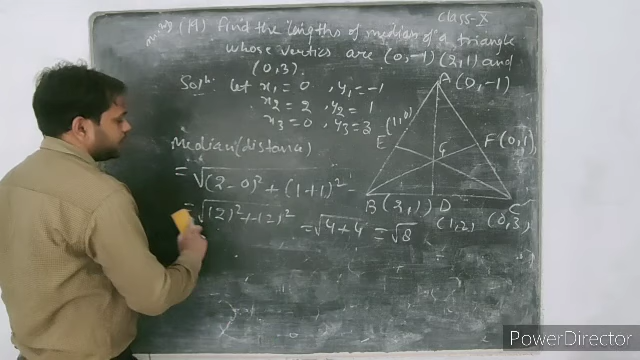 Class-X
(19) find the lengths of median of a triangle
whose vertics are (0,-1) (2,1) and
(0,3).
Sol: let x₁ = 0 , y₁ = -1
x₂ = 2 , y₂ = 1
x₃ = 0 , y₃ = 3
A (0,-1)
E (1,0)
F (0,1)
G
B (2,1) D
(1,2)
C
(0,3)
Median (distance)
= √(2-0)² + (1+1)²
= √(2)² + (2)² = √4+4 = √8
PowerDirector